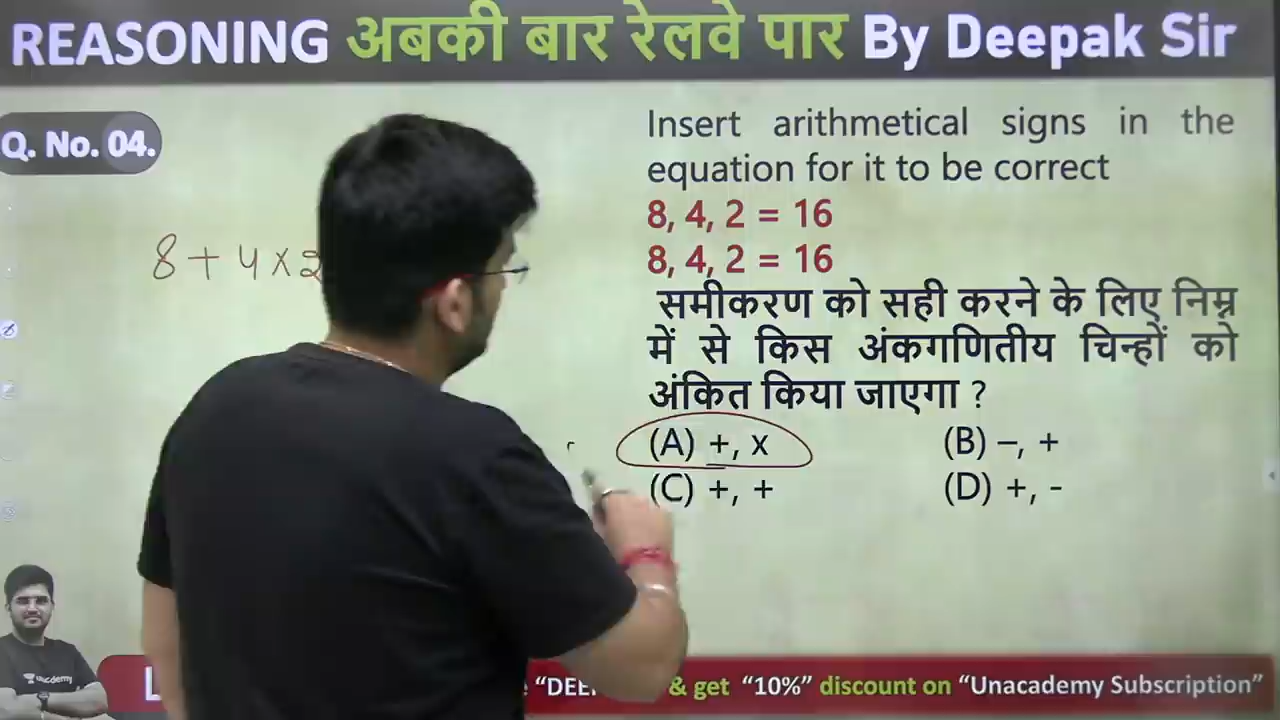 REASONING अबकी बार रेलवे पार By Deepak Sir
Q. No. 04.
Insert arithmetical signs in the
equation for it to be correct
8, 4, 2 = 16
8, 4, 2 = 16
समीकरण को सही करने के लिए निम्न
में से किस अंकगणितीय चिन्हों को
अंकित किया जाएगा ?
(A) +, x
(B) –, +
(C) +, +
(D) +, -
8 + 4 × 2
unacademy
& get "10%" discount on "Unacademy Subscription"